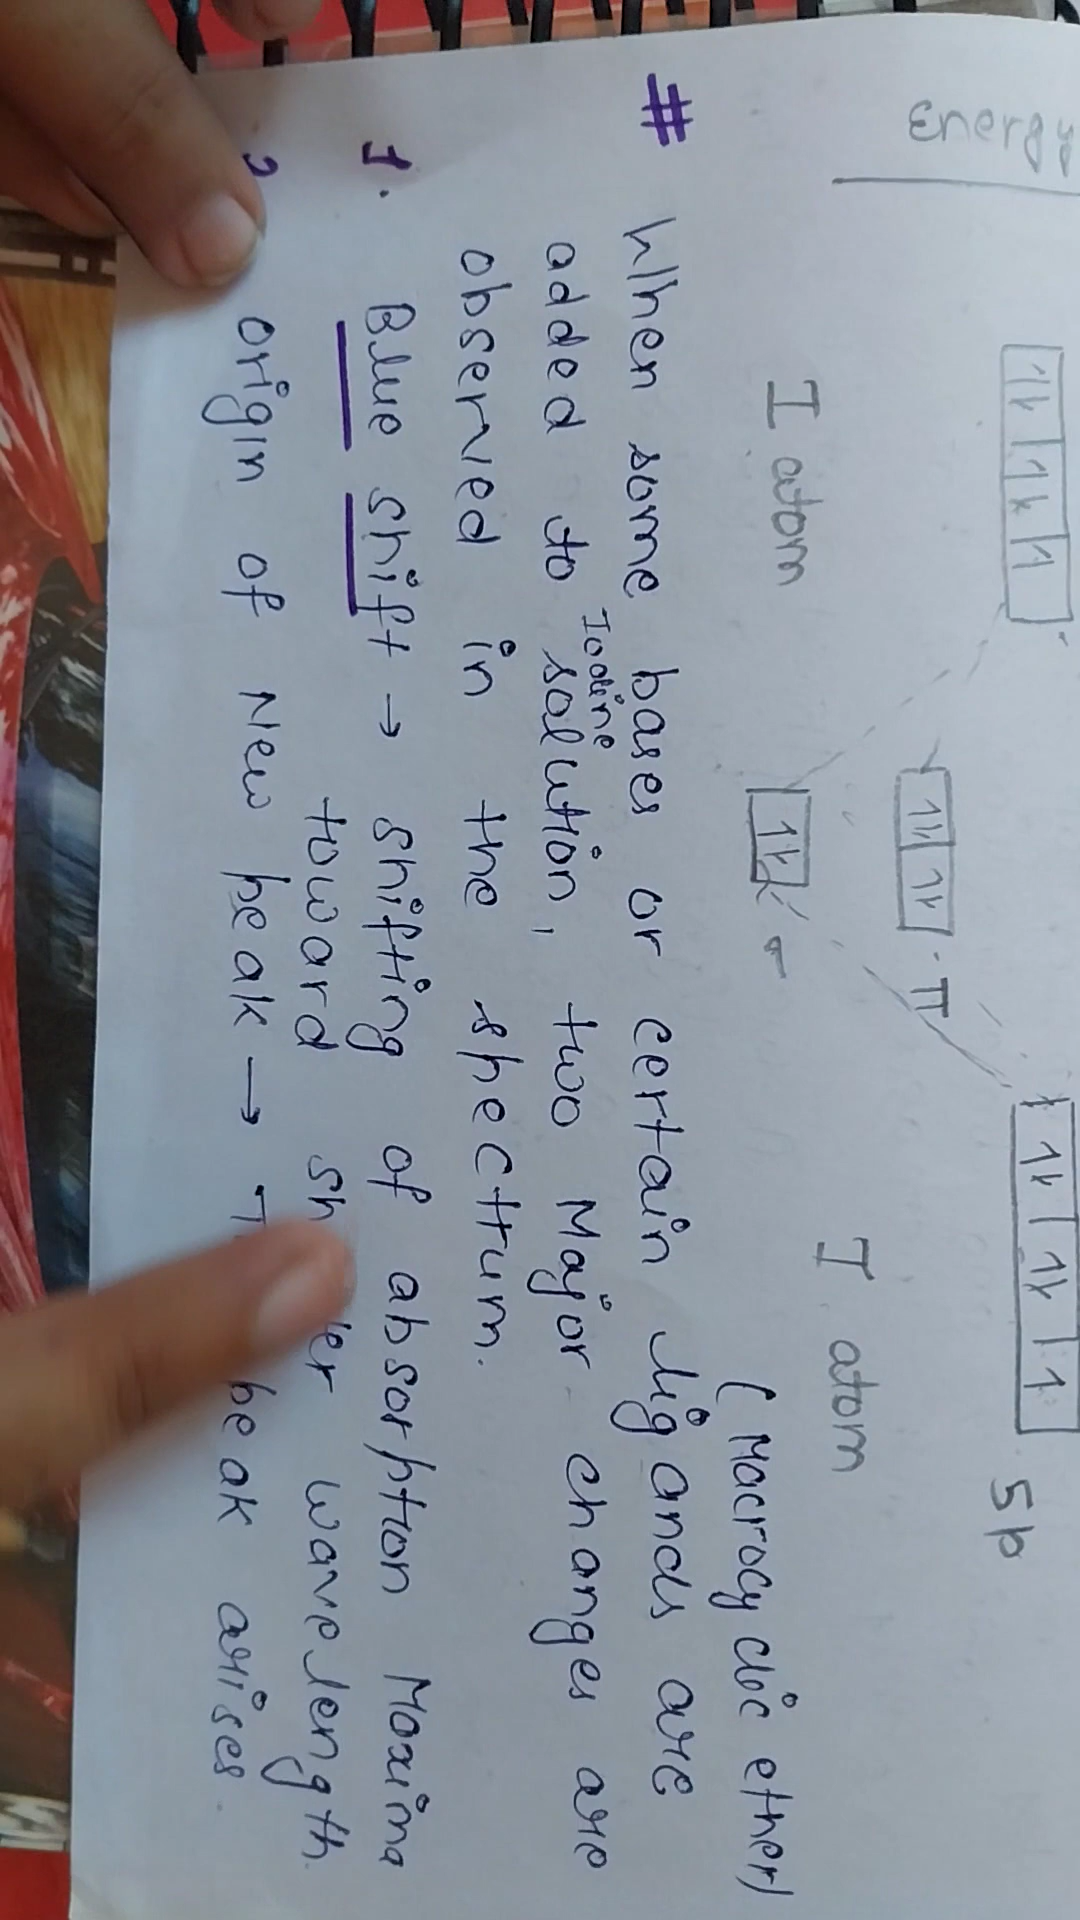 Energy
5p
π
σ
I atom
I atom
(Macrocyclic ether)
# When some bases or certain ligands are
added to Iodine solution, two Major changes are
observed in the spectrum.
1. Blue shift → shifting of absorption Maxima
toward wavelength.
2 origin of New peak → peak arises.